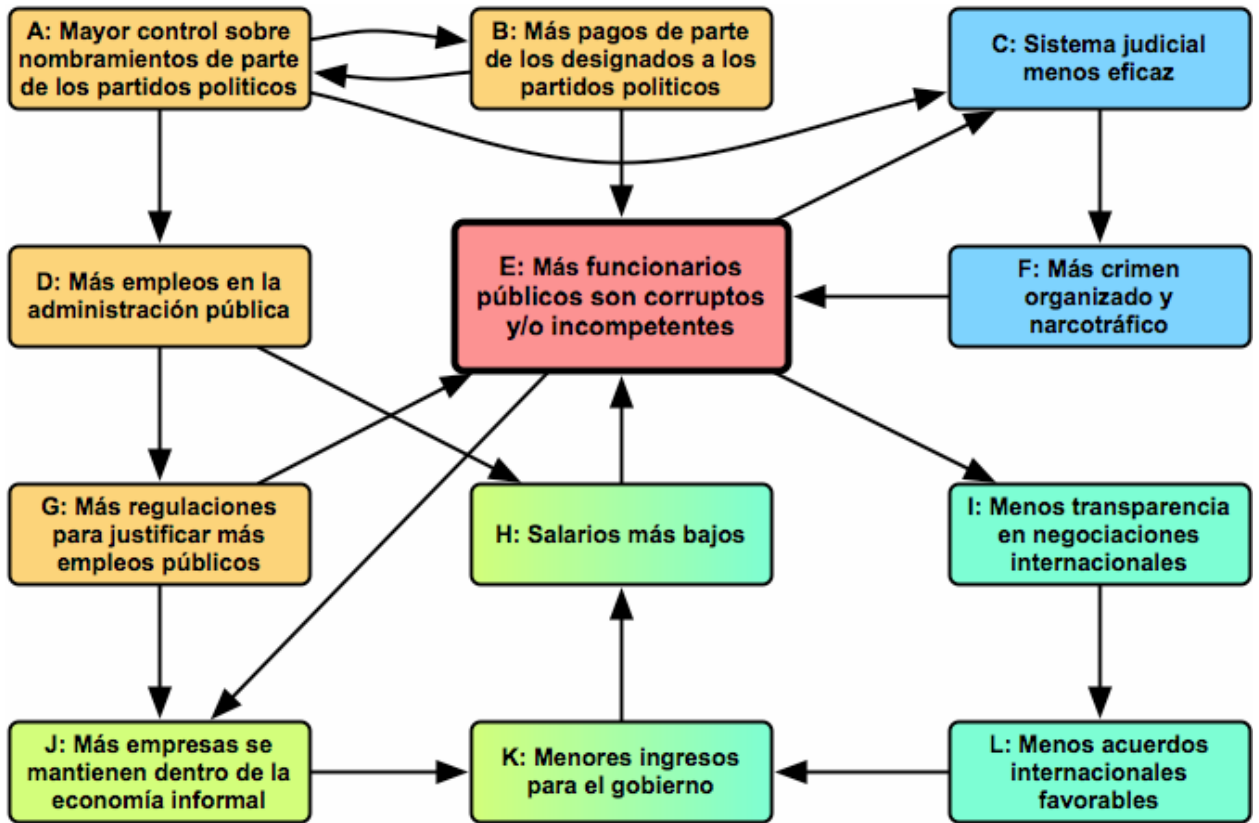 A: Mayor control sobre
nombramientos de parte
de los partidos politicos
B: Más pagos de parte
de los designados a los
partidos politicos
C: Sistema judicial
menos eficaz
D: Más empleos en la
administración pública
E: Más funcionarios
públicos son corruptos
y/o incompetentes
F: Más crimen
organizado y
narcotráfico
G: Más regulaciones
para justificar más
empleos públicos
H: Salarios más bajos
I: Menos transparencia
en negociaciones
internacionales
J: Más empresas se
mantienen dentro de la
economía informal
K: Menores ingresos
para el gobierno
L: Menos acuerdos
internacionales
favorables